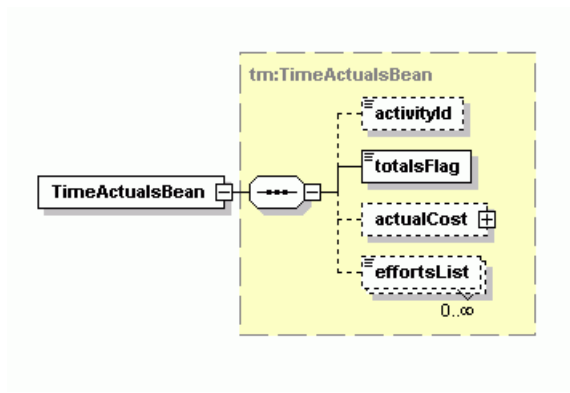 tm:TimeActualsBean
activityId
totalsFlag
TimeActualsBean
actualCost
effortsList
0..∞